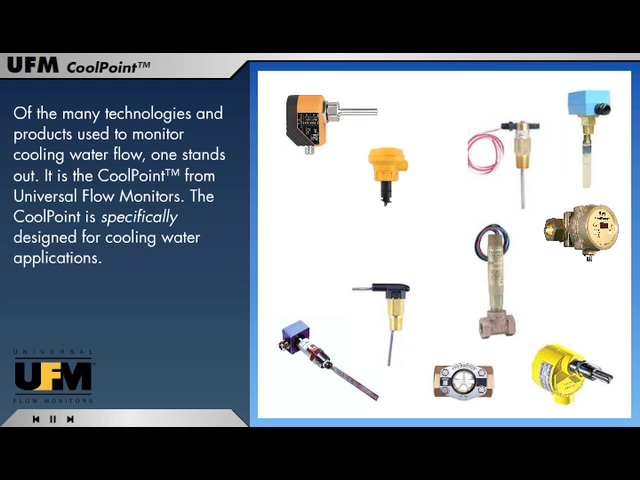 UFM CoolPoint™
Of the many technologies and
products used to monitor
cooling water flow, one stands
out. It is the CoolPoint™ from
Universal Flow Monitors. The
CoolPoint is specifically
designed for cooling water
applications.
UNIVERSAL
UFM®
FLOW MONITORS